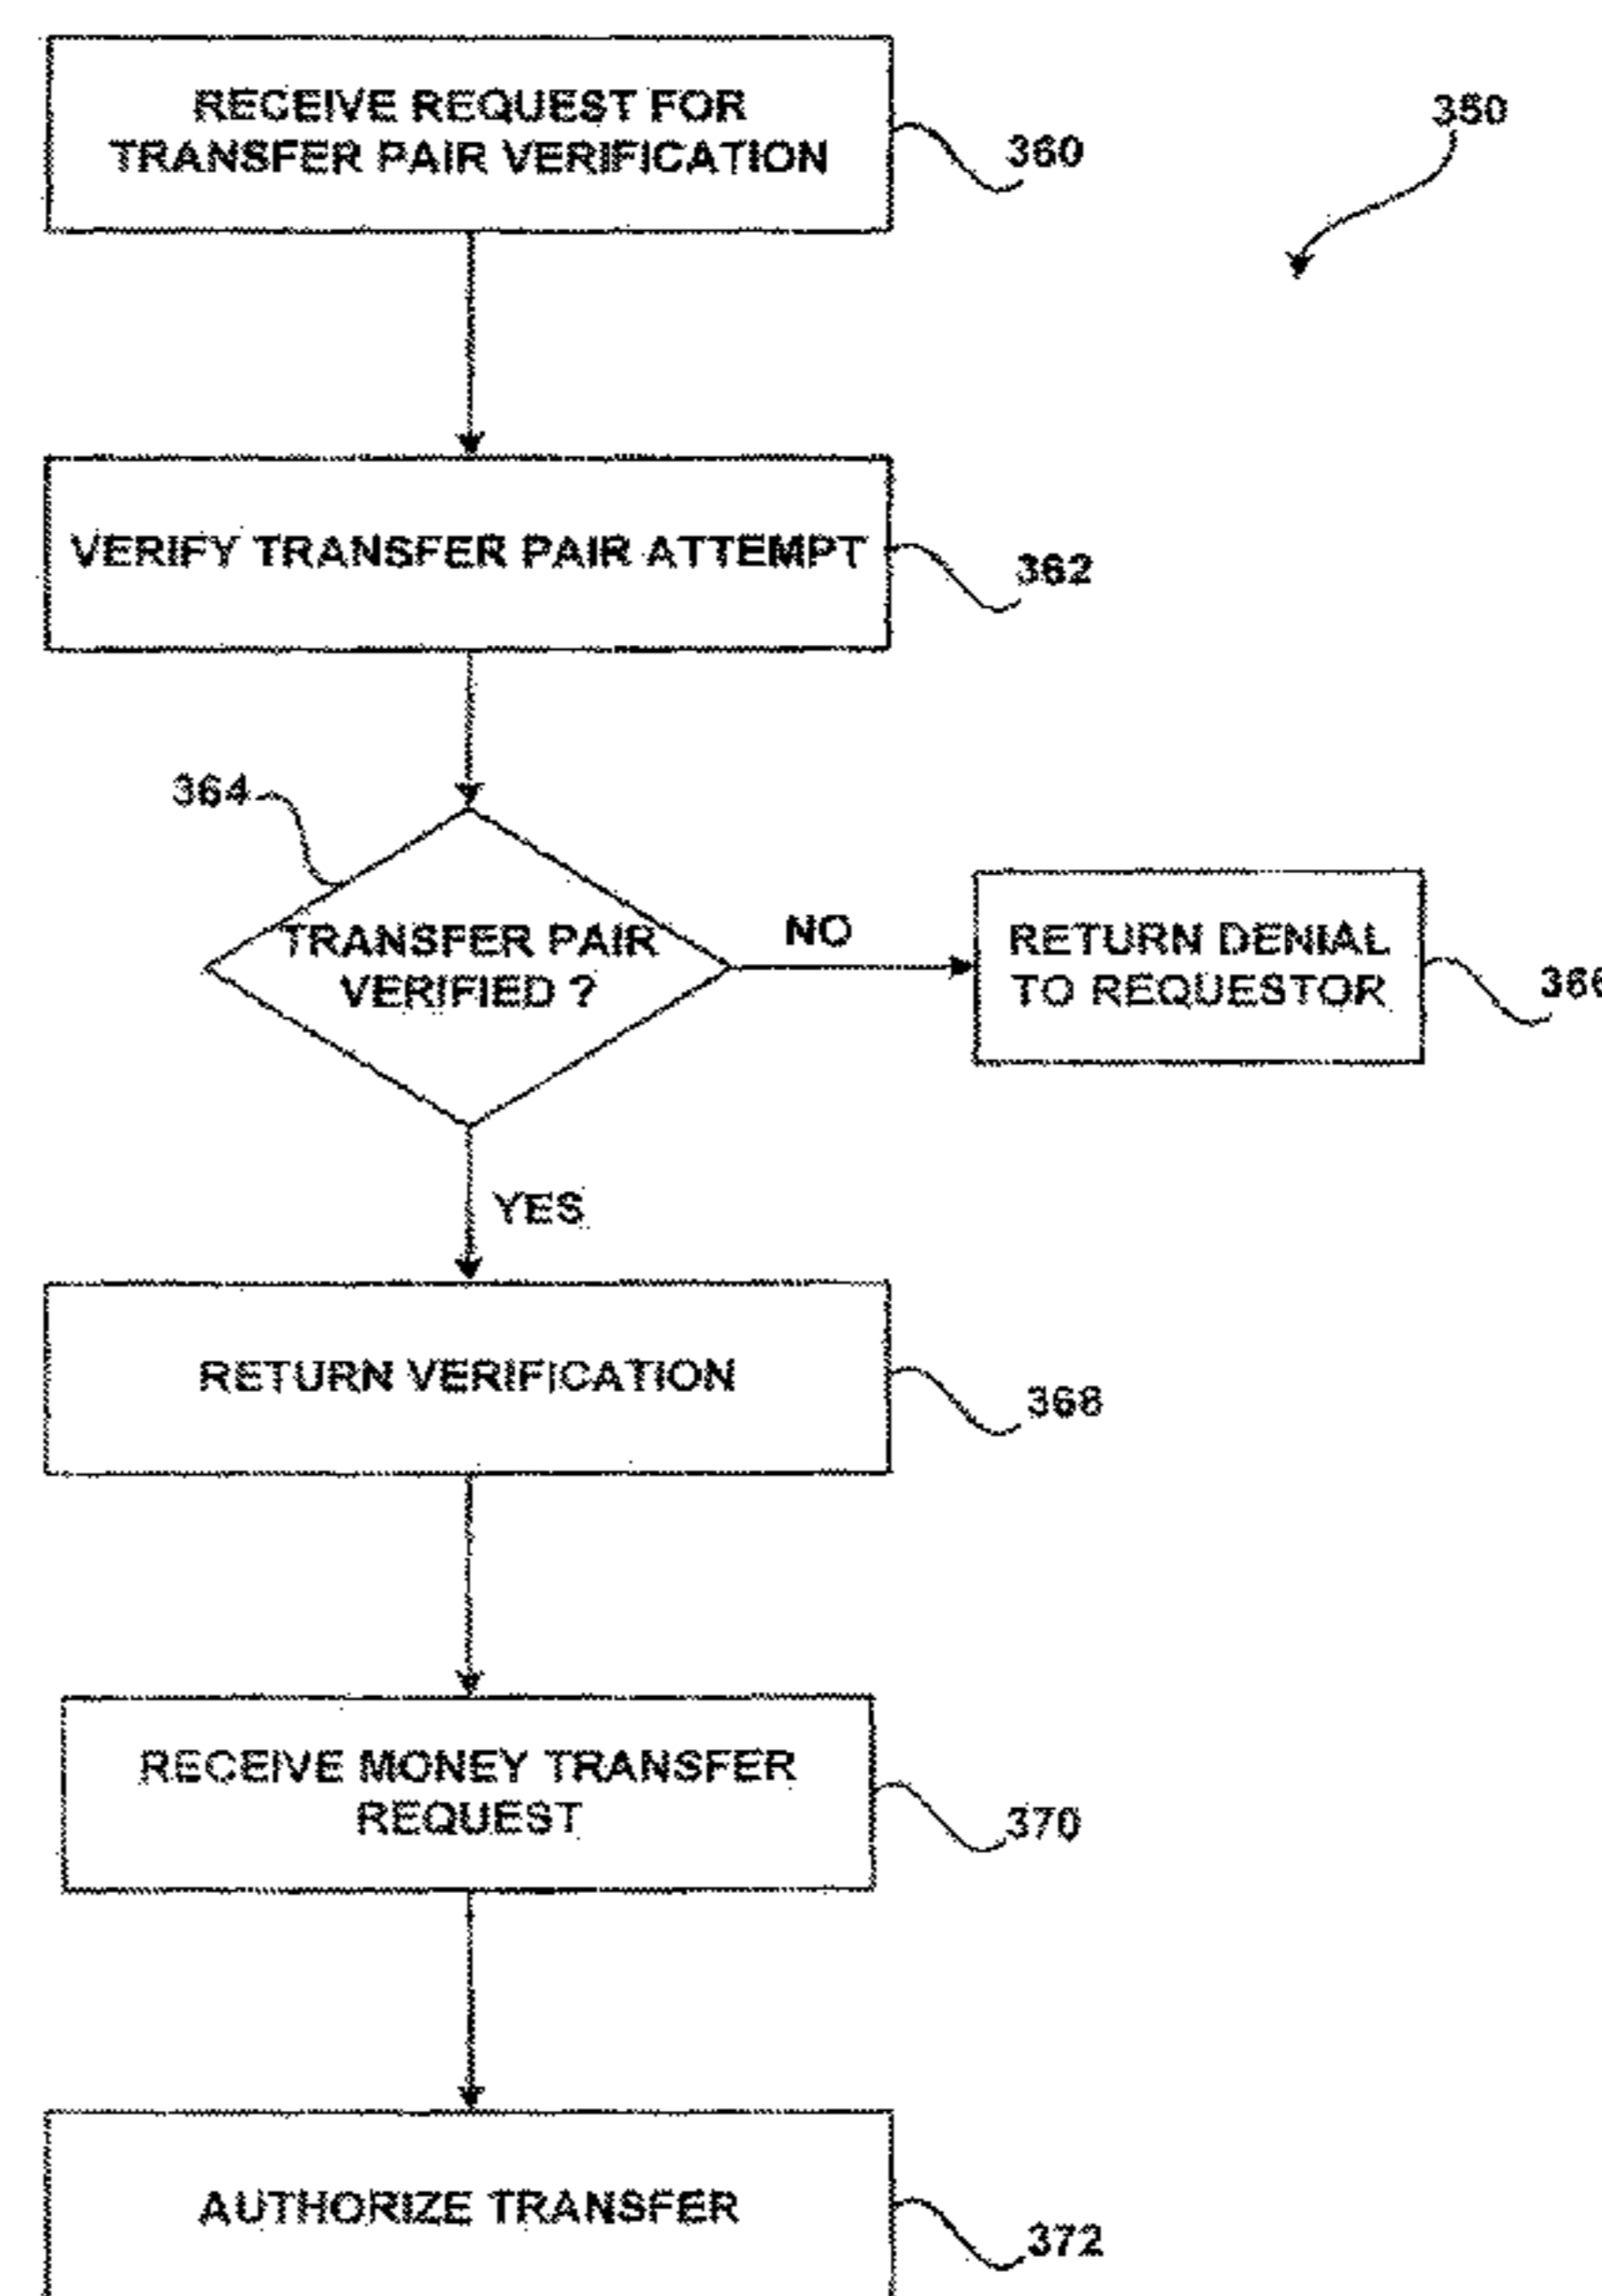 RECEIVE REQUEST FOR
TRANSFER PAIR VERIFICATION
360
350
VERIFY TRANSFER PAIR ATTEMPT
362
364
TRANSFER PAIR
VERIFIED ?
NO
RETURN DENIAL
TO REQUESTOR
366
YES
RETURN VERIFICATION
368
RECEIVE MONEY TRANSFER
REQUEST
370
AUTHORIZE TRANSFER
372